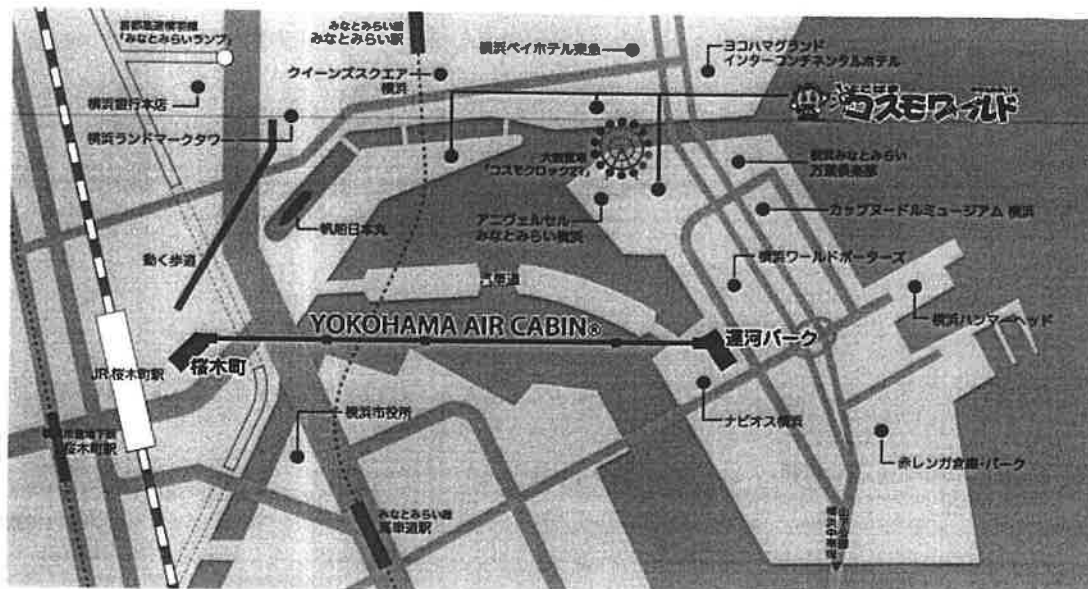 みなとみらい線
みなとみらい駅
首都高速横羽線
「みなとみらいランプ」
横浜ベイホテル東急
ヨコハマグランド
インターコンチネンタルホテル
クイーンズスクエア
横浜
横浜銀行本店
よこはま
コスモワールド
横浜ランドマークタワー
大観覧車
「コスモクロック21」
横浜みなとみらい
万葉倶楽部
アニヴェルセル
みなとみらい横浜
カップヌードルミュージアム 横浜
帆船日本丸
動く歩道
汽車道
横浜ワールドポーターズ
横浜ハンマーヘッド
YOKOHAMA AIR CABIN®
運河パーク
桜木町
JR 桜木町駅
横浜市役所
ナビオス横浜
横浜市営地下鉄
桜木町駅
赤レンガ倉庫・パーク
みなとみらい線
馬車道駅